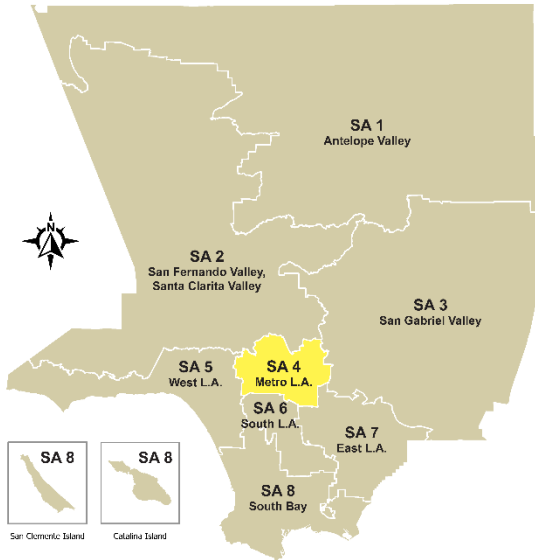 SA 1
Antelope Valley
N
SA 2
San Fernando Valley,
Santa Clarita Valley
SA 3
San Gabriel Valley
SA 5
West L.A.
SA 4
Metro L.A.
SA 6
South L.A.
SA 7
East L.A.
SA 8
South Bay
SA 8
San Clemente Island
SA 8
Catalina Island